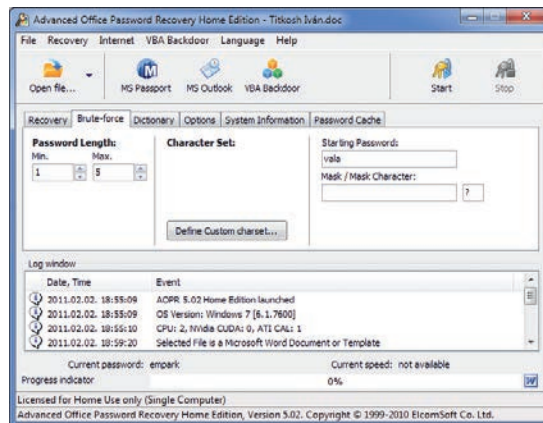 Advanced Office Password Recovery Home Edition - Titkosh Iván.doc
File Recovery Internet VBA Backdoor Language Help
Open file... MS Passport MS Outlook VBA Backdoor Start Stop
Recovery Brute-force Dictionary Options System Information Password Cache
Password Length: Character Set: Starting Password:
Min. Max. vala
1 5 Mask / Mask Character:
?
Define Custom charset...
Log window
Date, Time Event
2011.02.02. 18:55:09 AOPR 5.02 Home Edition launched
2011.02.02. 18:55:09 OS Version: Windows 7 [6.1.7600]
2011.02.02. 18:55:10 CPU: 2, NVidia CUDA: 0, ATI CAL: 1
2011.02.02. 18:59:20 Selected File is a Microsoft Word Document or Template
Current password: empark Current speed: not available
Progress indicator 0%
Licensed for Home Use only (Single Computer)
Advanced Office Password Recovery Home Edition, Version 5.02. Copyright © 1999-2010 ElcomSoft Co. Ltd.